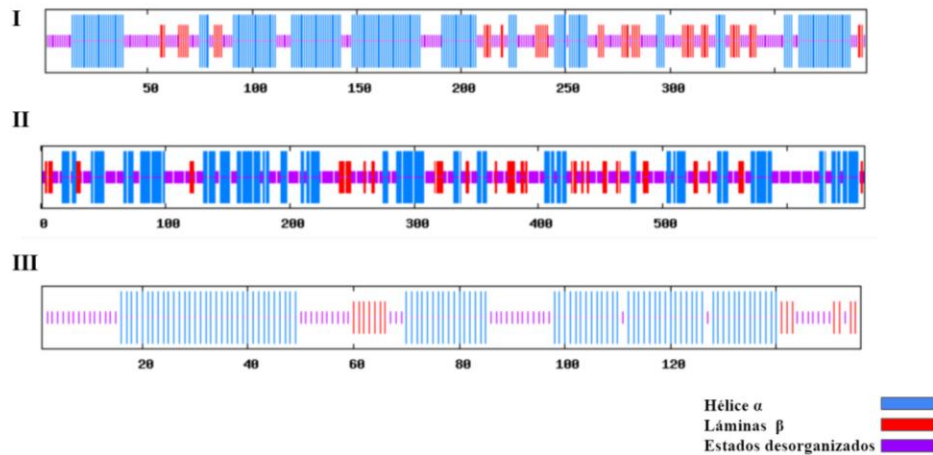 I
50 100 150 200 250 300
II
0 100 200 300 400 500
III
20 40 60 80 100 120
Hélice α
Láminas β
Estados desorganizados